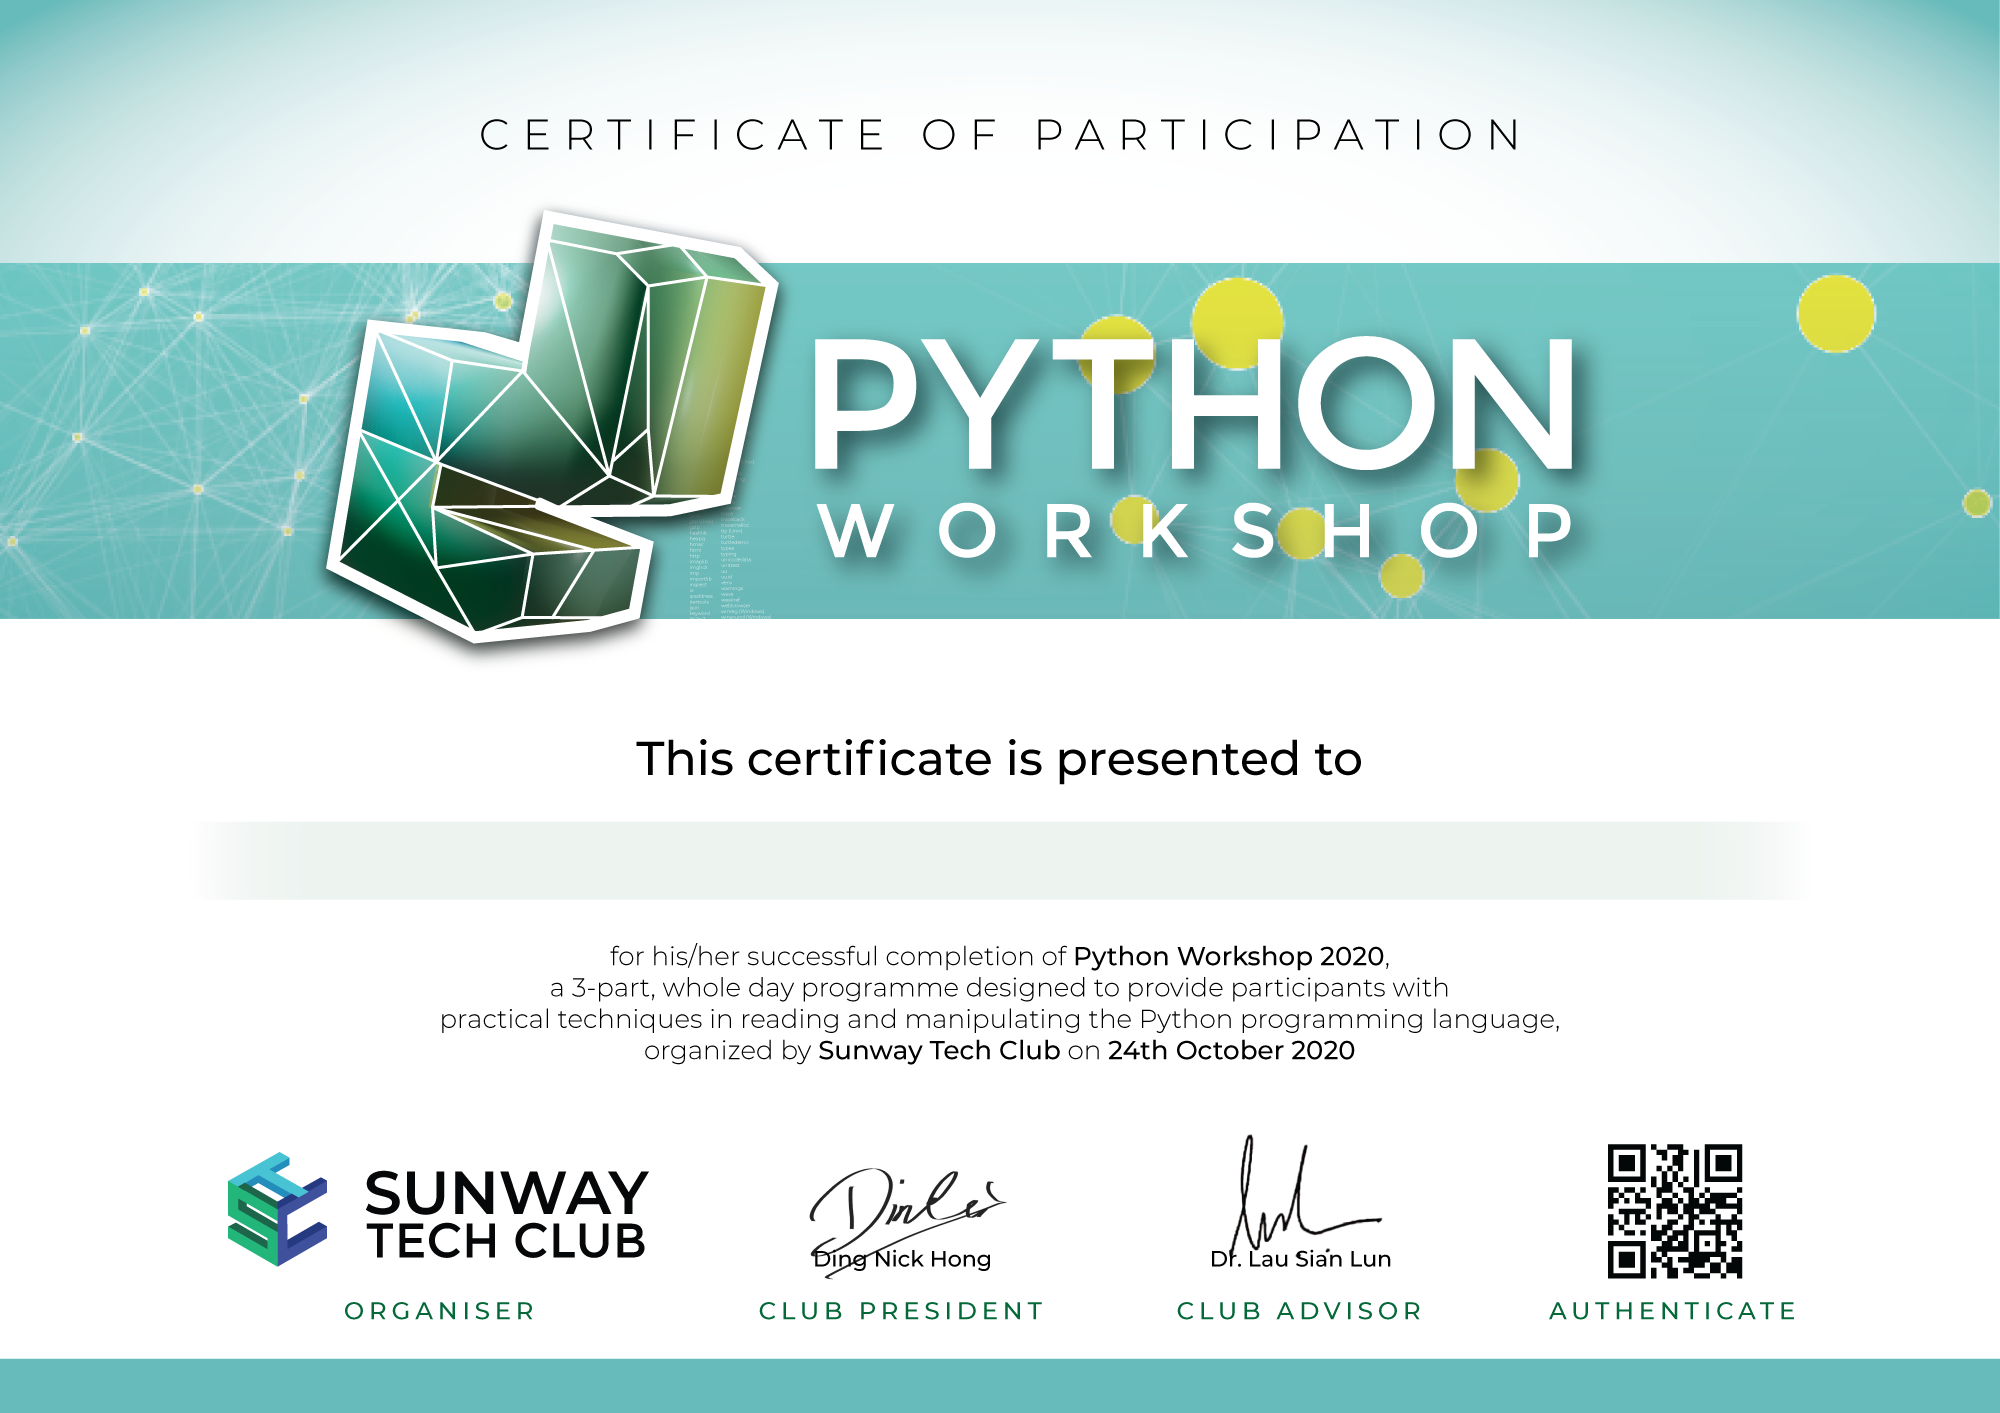 CERTIFICATE OF PARTICIPATION
PYTHON
WORKSHOP
This certificate is presented to
for his/her successful completion of Python Workshop 2020,
a 3-part, whole day programme designed to provide participants with
practical techniques in reading and manipulating the Python programming language,
organized by Sunway Tech Club on 24th October 2020
SUNWAY
TECH CLUB
Ding Nick Hong
Dr. Lau Sian Lun
ORGANISER
CLUB PRESIDENT
CLUB ADVISOR
AUTHENTICATE